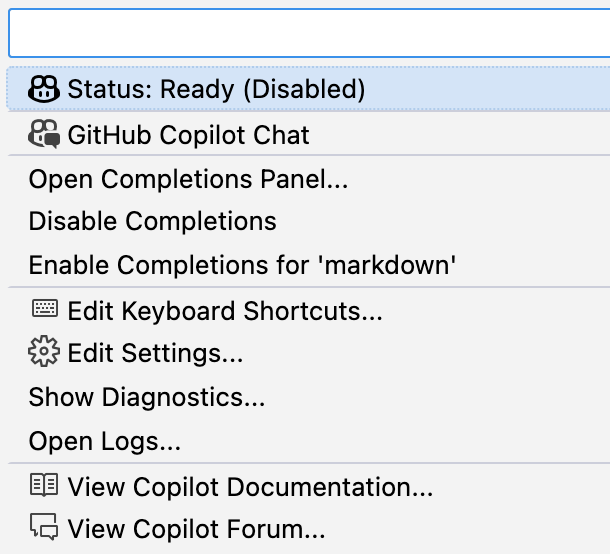 Status: Ready (Disabled)
GitHub Copilot Chat
Open Completions Panel...
Disable Completions
Enable Completions for 'markdown'
Edit Keyboard Shortcuts...
Edit Settings...
Show Diagnostics...
Open Logs...
View Copilot Documentation...
View Copilot Forum...